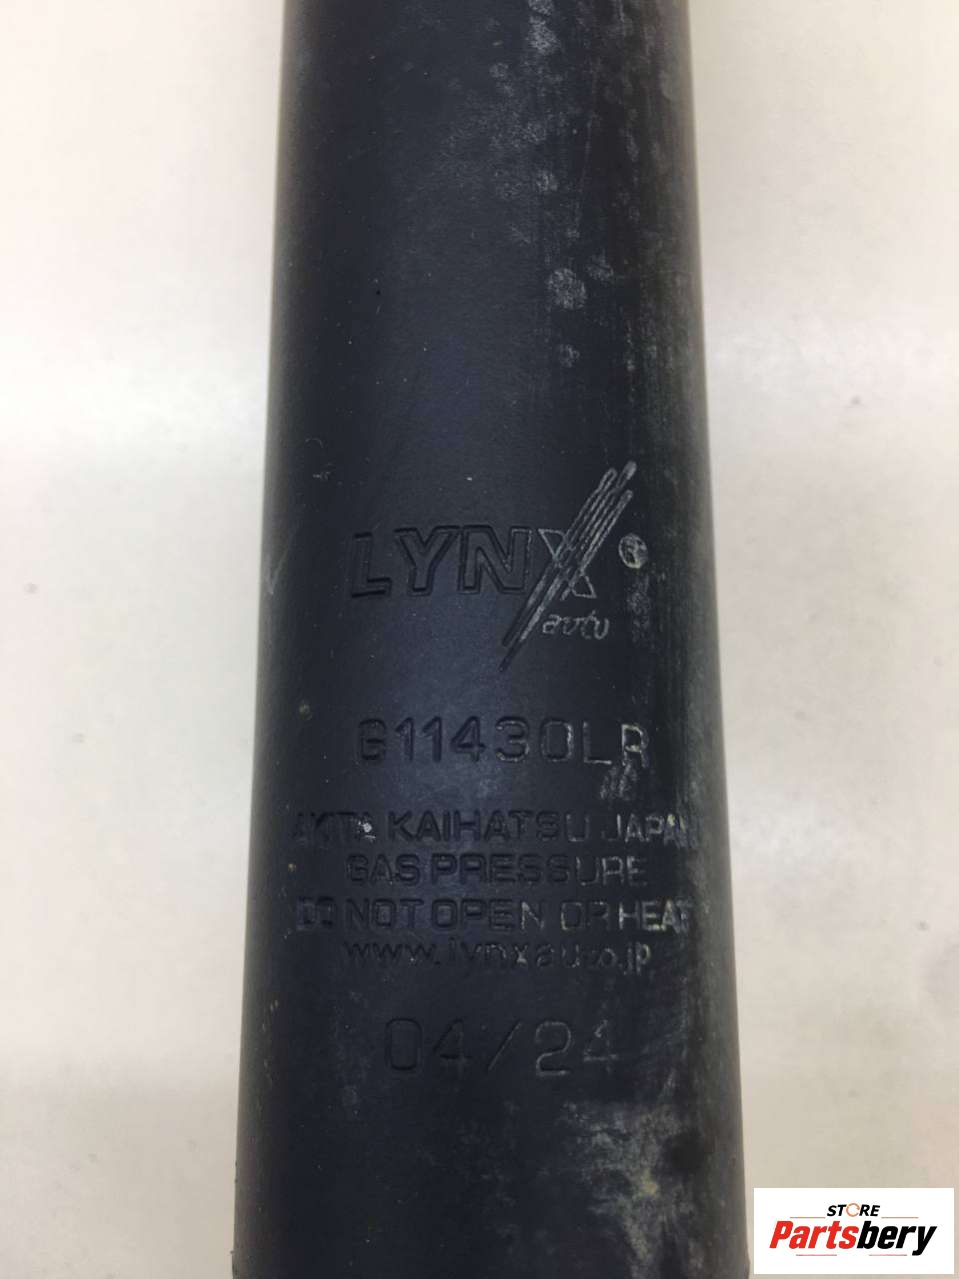 LYNX®
auto
G11430LR
AKITA KAIHATSU JAPAN
GAS PRESSURE
DO NOT OPEN OR HEAT
www.lynxauto.jp
04/24
STORE
Partsbery